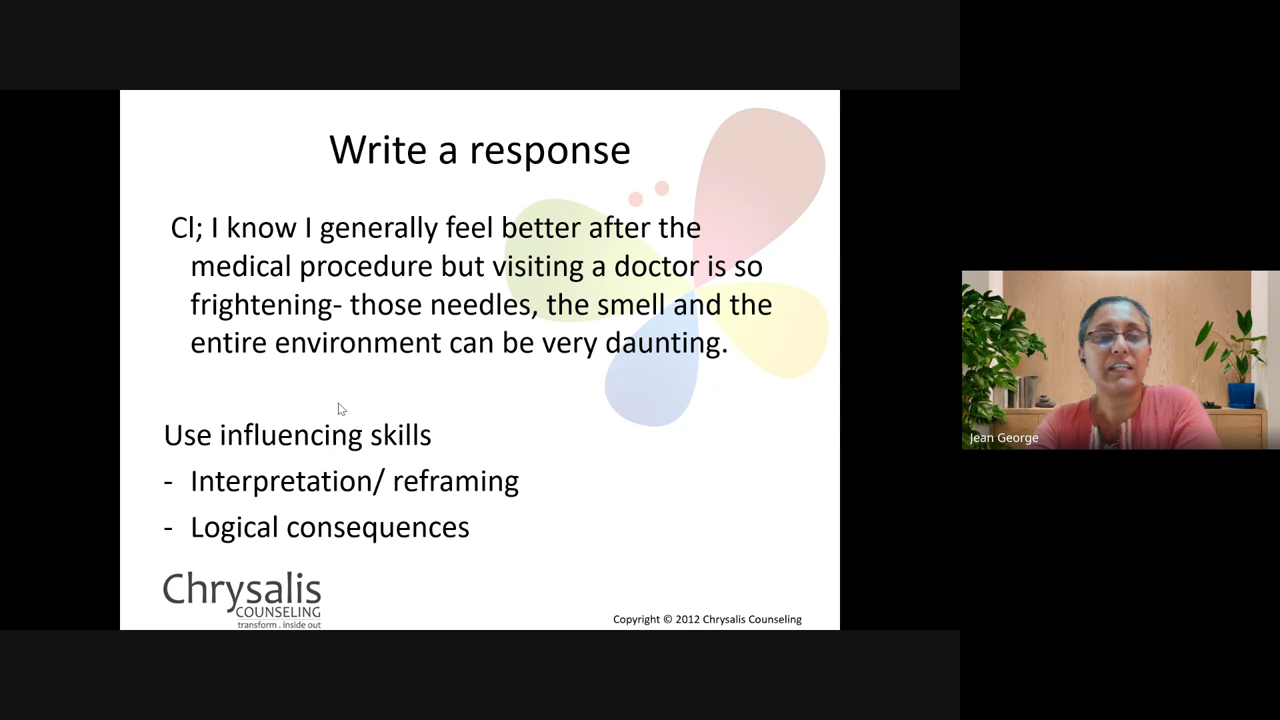 Write a response
Cl; I know I generally feel better after the
medical procedure but visiting a doctor is so
frightening- those needles, the smell and the
entire environment can be very daunting.
Use influencing skills
- Interpretation/ reframing
- Logical consequences
Chrysalis
COUNSELING
transform . inside out
Copyright © 2012 Chrysalis Counseling
Jean George